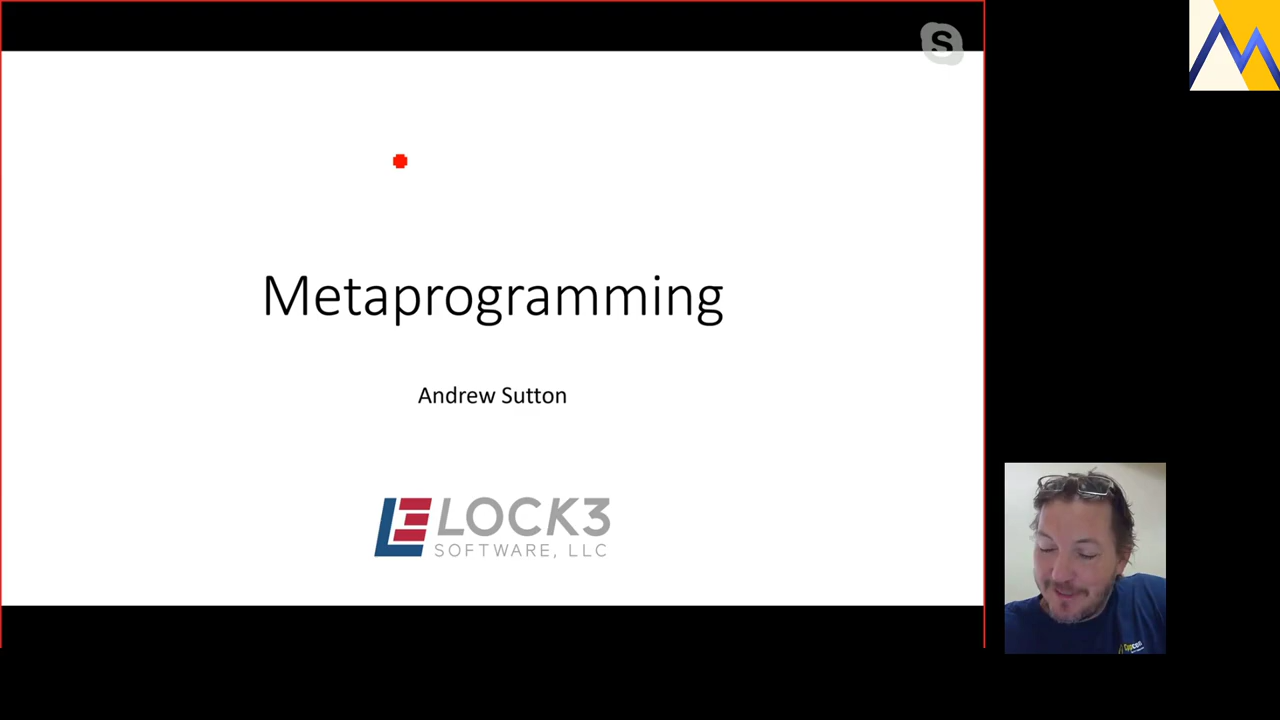 S
Metaprogramming
Andrew Sutton
LOCK3
SOFTWARE, LLC